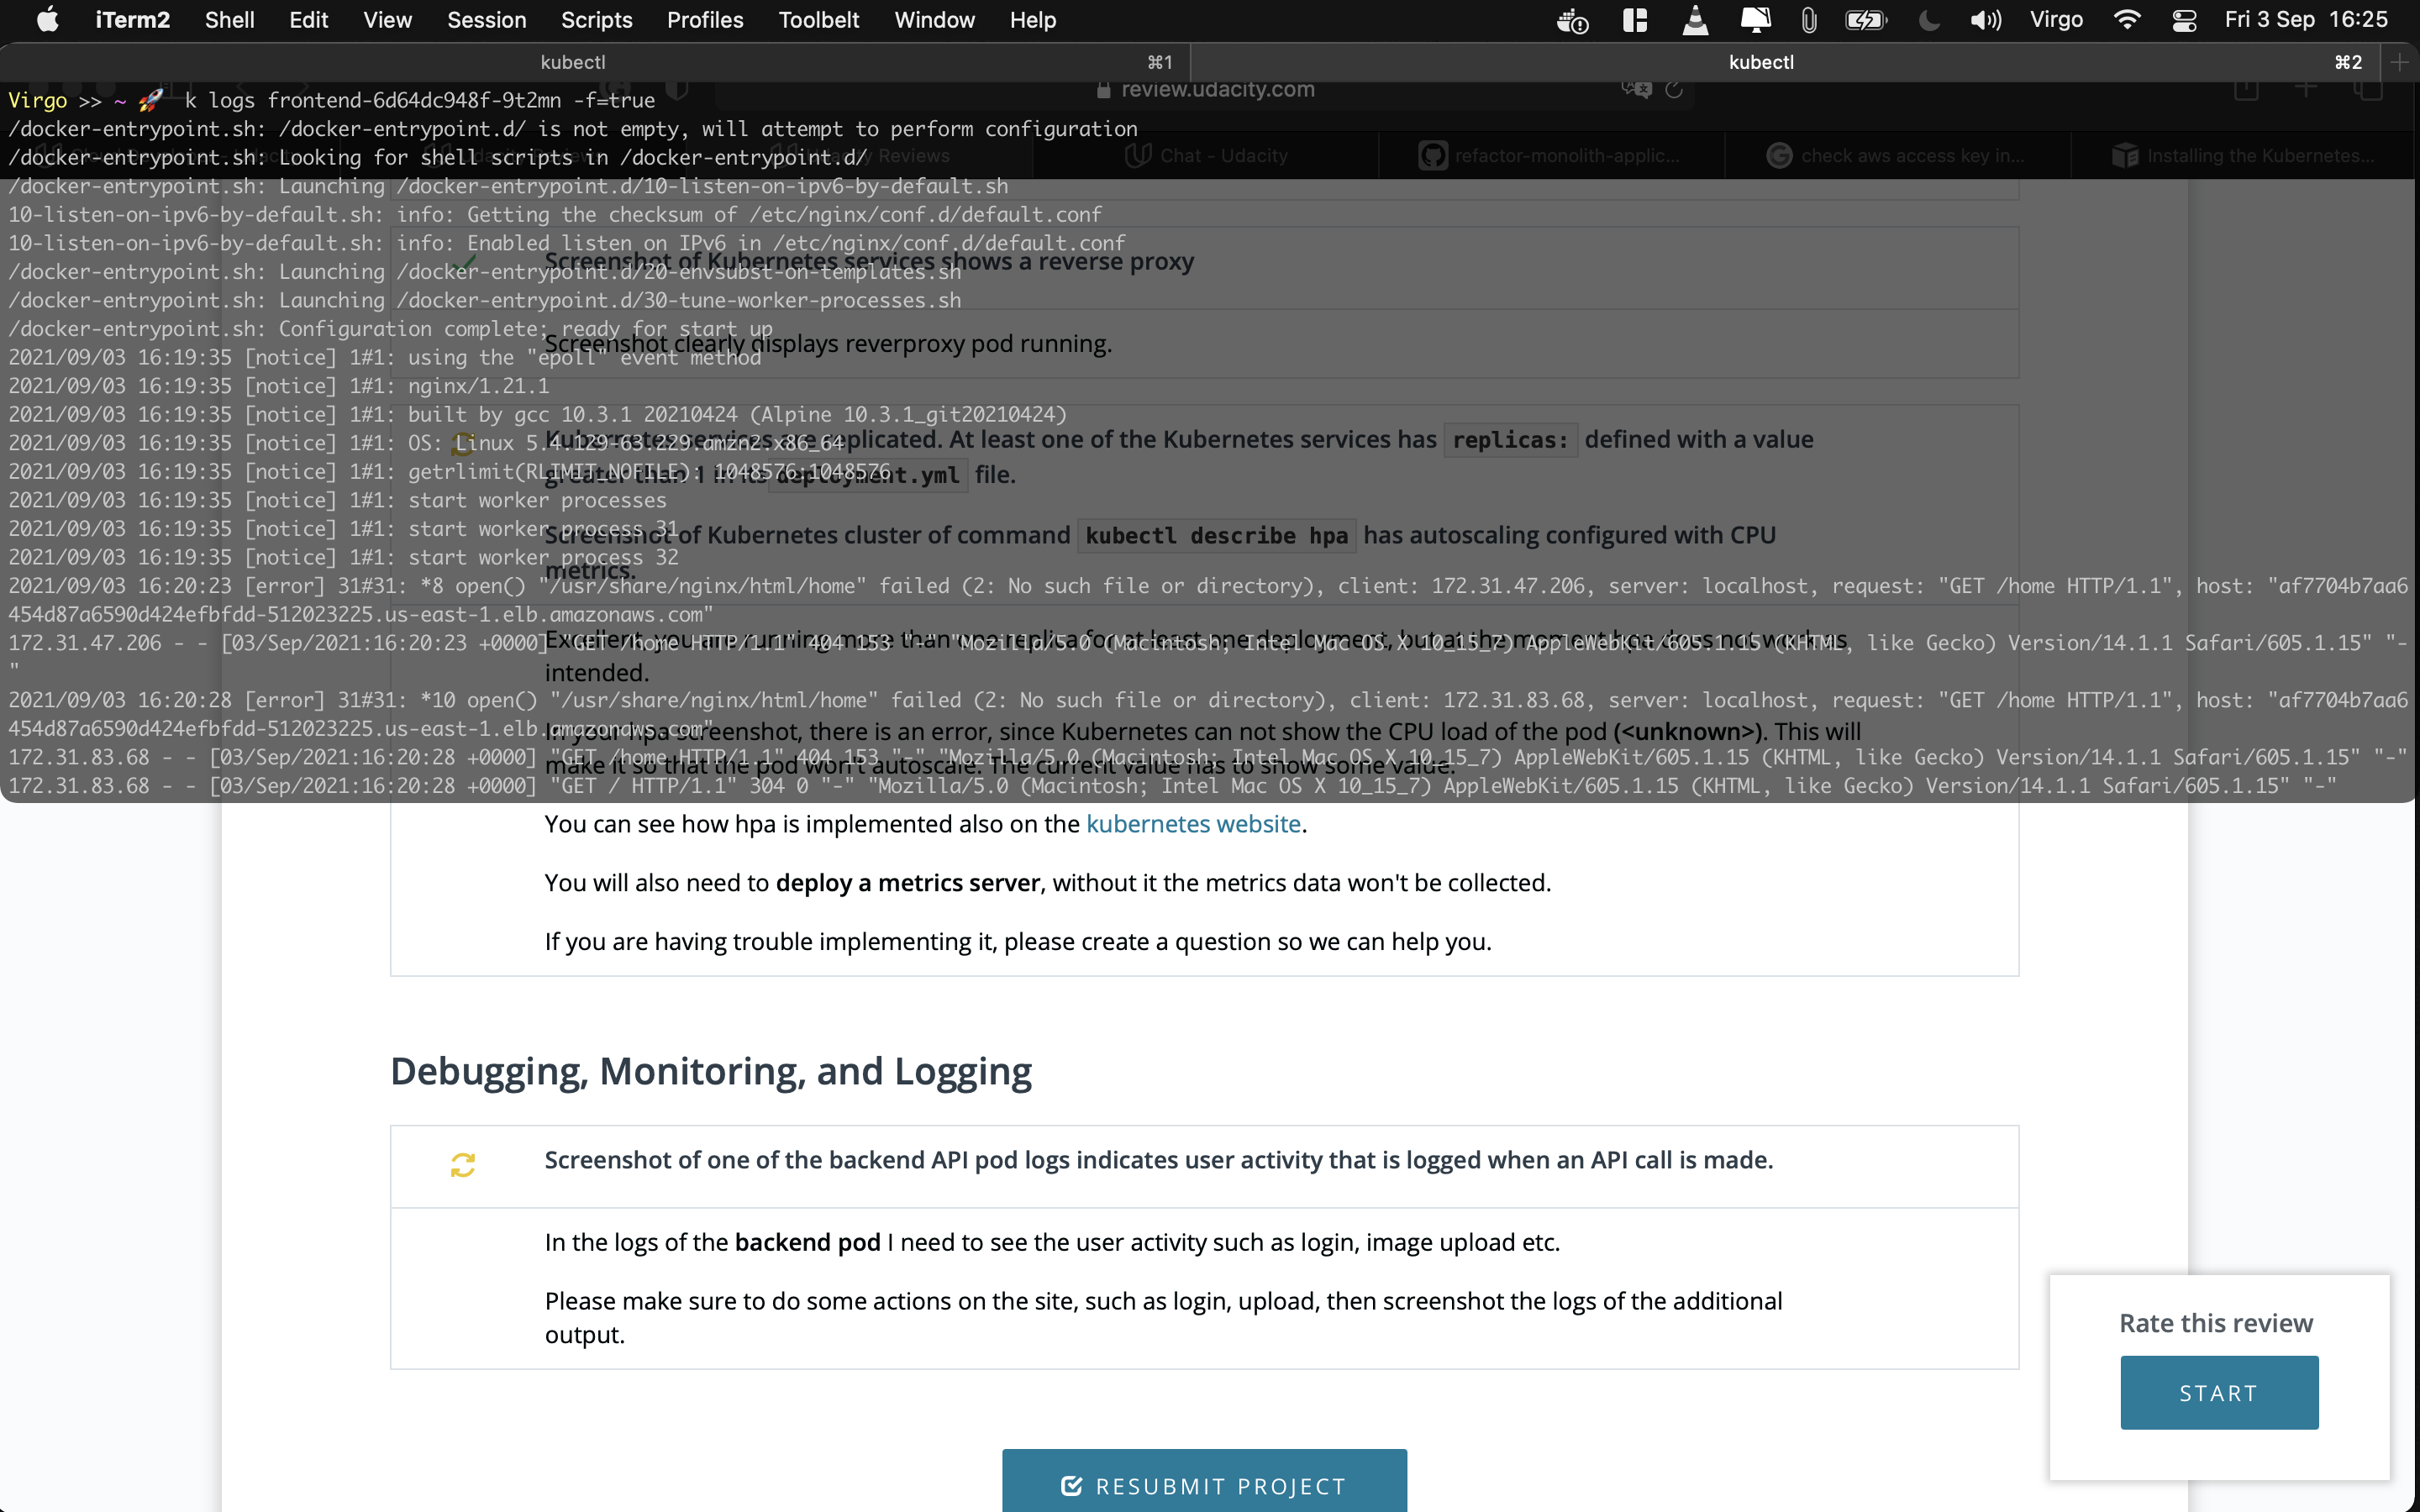 iTerm2 Shell Edit View Session Scripts Profiles Toolbelt Window Help Virgo Fri 3 Sep 16:25
kubectl ⌘1 kubectl ⌘2
review.udacity.com
Virgo >> ~ 🚀 k logs frontend-6d64dc948f-9t2mn -f=true
/docker-entrypoint.sh: /docker-entrypoint.d/ is not empty, will attempt to perform configuration
/docker-entrypoint.sh: Looking for shell scripts in /docker-entrypoint.d/
Udacity Reviews Chat - Udacity refactor-monolith-applic... check aws access key in... Installing the Kubernetes...
/docker-entrypoint.sh: Launching /docker-entrypoint.d/10-listen-on-ipv6-by-default.sh
10-listen-on-ipv6-by-default.sh: info: Getting the checksum of /etc/nginx/conf.d/default.conf
10-listen-on-ipv6-by-default.sh: info: Enabled listen on IPv6 in /etc/nginx/conf.d/default.conf
Screenshot of Kubernetes services shows a reverse proxy
/docker-entrypoint.sh: Launching /docker-entrypoint.d/20-envsubst-on-templates.sh
/docker-entrypoint.sh: Launching /docker-entrypoint.d/30-tune-worker-processes.sh
/docker-entrypoint.sh: Configuration complete; ready for start up
Screenshot clearly displays reverproxy pod running.
2021/09/03 16:19:35 [notice] 1#1: using the "epoll" event method
2021/09/03 16:19:35 [notice] 1#1: nginx/1.21.1
2021/09/03 16:19:35 [notice] 1#1: built by gcc 10.3.1 20210424 (Alpine 10.3.1_git20210424)
Kubernetes services are replicated. At least one of the Kubernetes services has replicas: defined with a value
2021/09/03 16:19:35 [notice] 1#1: OS: Linux 5.4.129-63.229.amzn2.x86_64
2021/09/03 16:19:35 [notice] 1#1: getrlimit(RLIMIT_NOFILE): 1048576:1048576
greater than 1 in its deployment.yml file.
2021/09/03 16:19:35 [notice] 1#1: start worker processes
2021/09/03 16:19:35 [notice] 1#1: start worker process 31
Screenshot of Kubernetes cluster of command kubectl describe hpa has autoscaling configured with CPU
2021/09/03 16:19:35 [notice] 1#1: start worker process 32
metrics.
2021/09/03 16:20:23 [error] 31#31: *8 open() "/usr/share/nginx/html/home" failed (2: No such file or directory), client: 172.31.47.206, server: localhost, request: "GET /home HTTP/1.1", host: "af7704b7aa6
454d87a6590d424efbfdd-512023225.us-east-1.elb.amazonaws.com"
Excellent, you are running more than one replica for at least one deployment, but at the moment hpa does not work as
172.31.47.206 - - [03/Sep/2021:16:20:23 +0000] "GET /home HTTP/1.1" 404 153 "-" "Mozilla/5.0 (Macintosh; Intel Mac OS X 10_15_7) AppleWebKit/605.1.15 (KHTML, like Gecko) Version/14.1.1 Safari/605.1.15" "-
"
intended.
2021/09/03 16:20:28 [error] 31#31: *10 open() "/usr/share/nginx/html/home" failed (2: No such file or directory), client: 172.31.83.68, server: localhost, request: "GET /home HTTP/1.1", host: "af7704b7aa6
454d87a6590d424efbfdd-512023225.us-east-1.elb.amazonaws.com"
In your hpa screenshot, there is an error, since Kubernetes can not show the CPU load of the pod (<unknown>). This will
172.31.83.68 - - [03/Sep/2021:16:20:28 +0000] "GET /home HTTP/1.1" 404 153 "-" "Mozilla/5.0 (Macintosh; Intel Mac OS X 10_15_7) AppleWebKit/605.1.15 (KHTML, like Gecko) Version/14.1.1 Safari/605.1.15" "-"
make it so that the pod won't autoscale. The current value has to show some value.
172.31.83.68 - - [03/Sep/2021:16:20:28 +0000] "GET / HTTP/1.1" 304 0 "-" "Mozilla/5.0 (Macintosh; Intel Mac OS X 10_15_7) AppleWebKit/605.1.15 (KHTML, like Gecko) Version/14.1.1 Safari/605.1.15" "-"
You can see how hpa is implemented also on the kubernetes website.
You will also need to deploy a metrics server, without it the metrics data won't be collected.
If you are having trouble implementing it, please create a question so we can help you.
Debugging, Monitoring, and Logging
Screenshot of one of the backend API pod logs indicates user activity that is logged when an API call is made.
In the logs of the backend pod I need to see the user activity such as login, image upload etc.
Please make sure to do some actions on the site, such as login, upload, then screenshot the logs of the additional
output.
Rate this review
START
RESUBMIT PROJECT